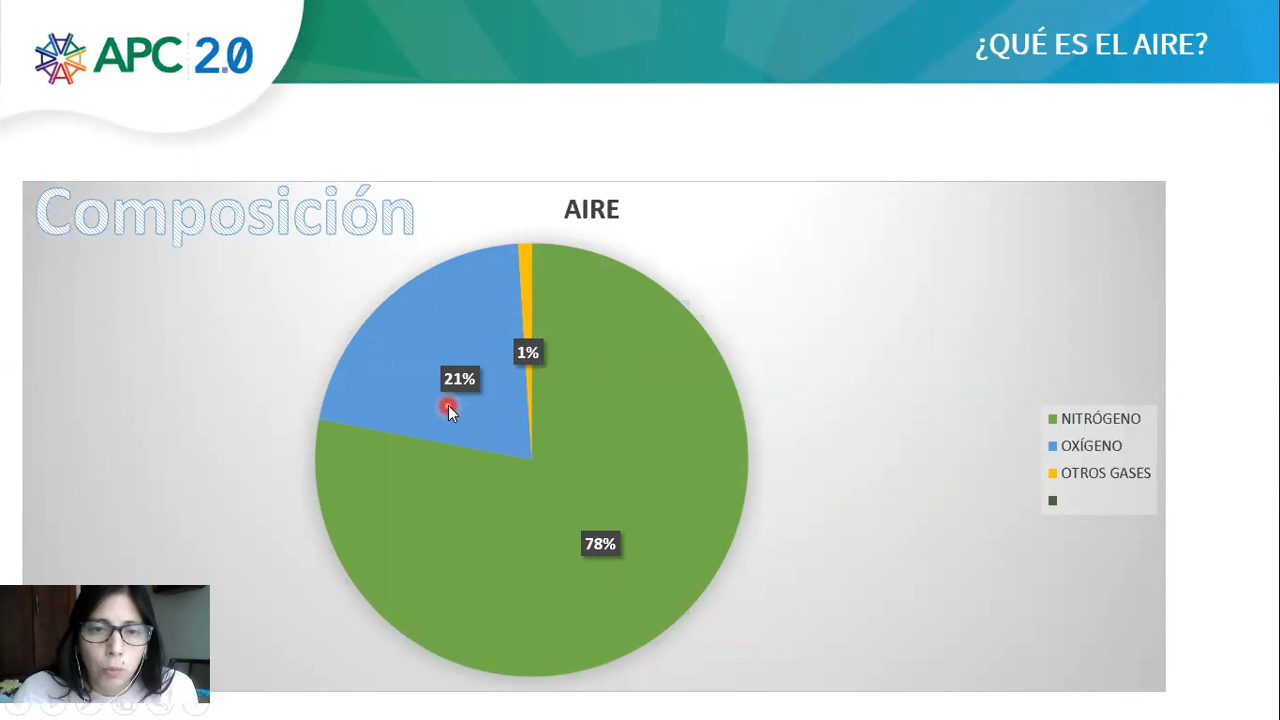 APC 2.0
¿QUÉ ES EL AIRE?
Composición
AIRE
1%
21%
78%
NITRÓGENO
OXÍGENO
OTROS GASES